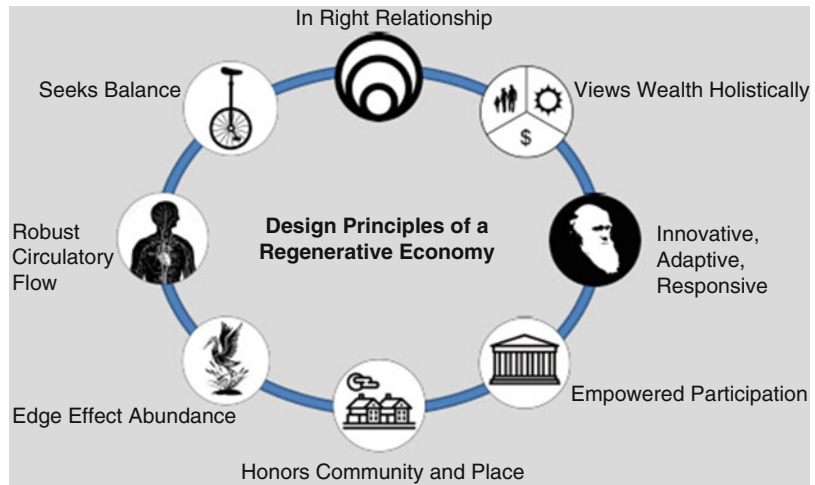 In Right Relationship
Seeks Balance
Views Wealth Holistically
$
Robust
Circulatory
Flow
Design Principles of a
Regenerative Economy
Innovative,
Adaptive,
Responsive
Empowered Participation
Edge Effect Abundance
Honors Community and Place